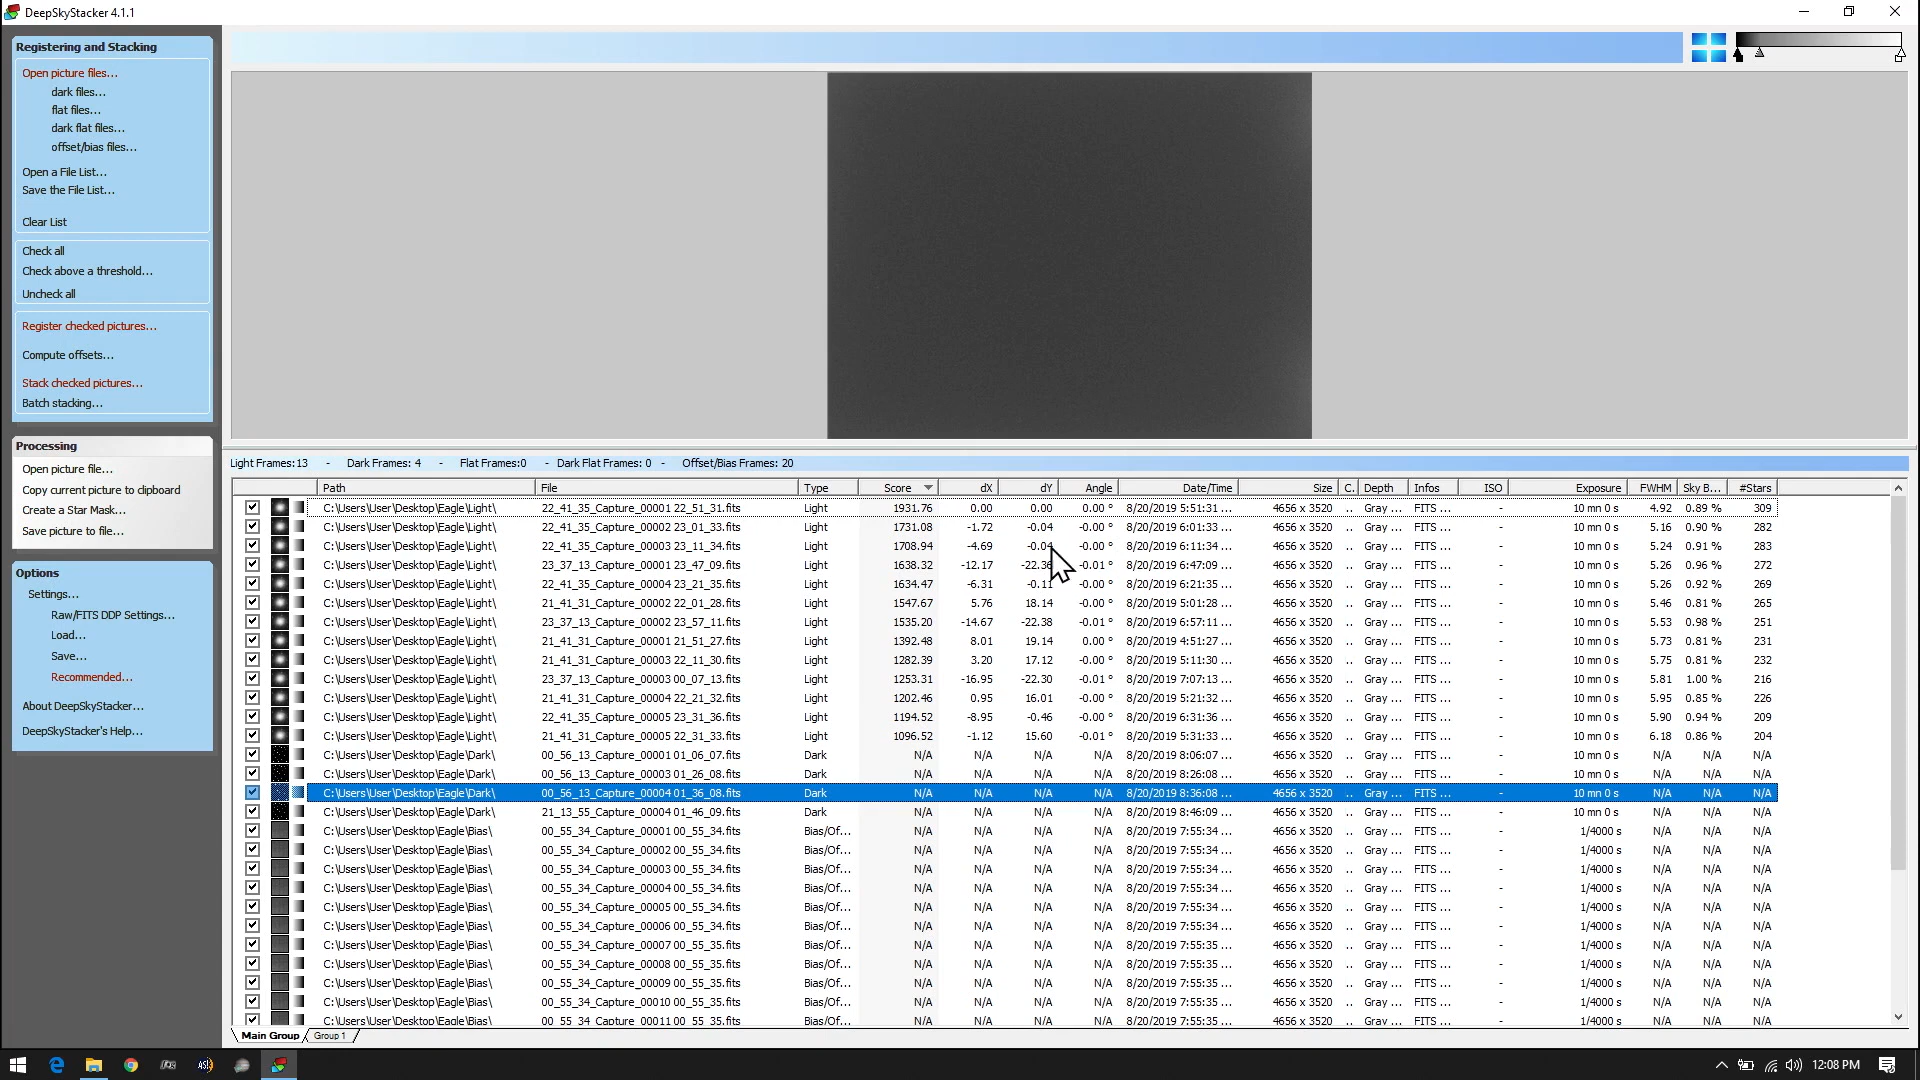 DeepSkyStacker 4.1.1
Registering and Stacking
Open picture files...
dark files...
flat files...
dark flat files...
offset/bias files...
Open a File List...
Save the File List...
Clear List
Check all
Check above a threshold...
Uncheck all
Register checked pictures...
Compute offsets...
Stack checked pictures...
Batch stacking...
Processing
Open picture file...
Copy current picture to clipboard
Create a Star Mask...
Save picture to file...
Options
Settings...
Raw/FITS DDP Settings...
Load...
Save...
Recommended...
About DeepSkyStacker...
DeepSkyStacker's Help...
Light Frames:13 - Dark Frames: 4 - Flat Frames:0 - Dark Flat Frames: 0 - Offset/Bias Frames: 20
Path File Type Score dX dY Angle Date/Time Size C. Depth Infos ISO Exposure FWHM Sky B... #Stars
C:\Users\User\Desktop\Eagle\Light\ 22_41_35_Capture_00001 22_51_31.fits Light 1931.76 0.00 0.00 0.00 ° 8/20/2019 5:51:31 ... 4656 x 3520 .. Gray ... FITS ... - 10 mn 0 s 4.92 0.89 % 309
C:\Users\User\Desktop\Eagle\Light\ 22_41_35_Capture_00002 23_01_33.fits Light 1731.08 -1.72 -0.04 -0.00 ° 8/20/2019 6:01:33 ... 4656 x 3520 .. Gray ... FITS ... - 10 mn 0 s 5.16 0.90 % 282
C:\Users\User\Desktop\Eagle\Light\ 22_41_35_Capture_00003 23_11_34.fits Light 1708.94 -4.69 -0.04 -0.00 ° 8/20/2019 6:11:34 ... 4656 x 3520 .. Gray ... FITS ... - 10 mn 0 s 5.24 0.91 % 283
C:\Users\User\Desktop\Eagle\Light\ 23_37_13_Capture_00001 23_47_09.fits Light 1638.32 -12.17 -22.36 -0.01 ° 8/20/2019 6:47:09 ... 4656 x 3520 .. Gray ... FITS ... - 10 mn 0 s 5.26 0.96 % 272
C:\Users\User\Desktop\Eagle\Light\ 22_41_35_Capture_00004 23_21_35.fits Light 1634.47 -6.31 -0.11 -0.00 ° 8/20/2019 6:21:35 ... 4656 x 3520 .. Gray ... FITS ... - 10 mn 0 s 5.26 0.92 % 269
C:\Users\User\Desktop\Eagle\Light\ 21_41_31_Capture_00002 22_01_28.fits Light 1547.67 5.76 18.14 -0.00 ° 8/20/2019 5:01:28 ... 4656 x 3520 .. Gray ... FITS ... - 10 mn 0 s 5.46 0.81 % 265
C:\Users\User\Desktop\Eagle\Light\ 23_37_13_Capture_00002 23_57_11.fits Light 1535.20 -14.67 -22.38 -0.01 ° 8/20/2019 6:57:11 ... 4656 x 3520 .. Gray ... FITS ... - 10 mn 0 s 5.53 0.98 % 251
C:\Users\User\Desktop\Eagle\Light\ 21_41_31_Capture_00001 21_51_27.fits Light 1392.48 8.01 19.14 0.00 ° 8/20/2019 4:51:27 ... 4656 x 3520 .. Gray ... FITS ... - 10 mn 0 s 5.73 0.81 % 231
C:\Users\User\Desktop\Eagle\Light\ 21_41_31_Capture_00003 22_11_30.fits Light 1282.39 3.20 17.12 -0.00 ° 8/20/2019 5:11:30 ... 4656 x 3520 .. Gray ... FITS ... - 10 mn 0 s 5.75 0.81 % 232
C:\Users\User\Desktop\Eagle\Light\ 23_37_13_Capture_00003 00_07_13.fits Light 1253.31 -16.95 -22.30 -0.01 ° 8/20/2019 7:07:13 ... 4656 x 3520 .. Gray ... FITS ... - 10 mn 0 s 5.81 1.00 % 216
C:\Users\User\Desktop\Eagle\Light\ 21_41_31_Capture_00004 22_21_32.fits Light 1202.46 0.95 16.01 -0.00 ° 8/20/2019 5:21:32 ... 4656 x 3520 .. Gray ... FITS ... - 10 mn 0 s 5.95 0.85 % 226
C:\Users\User\Desktop\Eagle\Light\ 22_41_35_Capture_00005 23_31_36.fits Light 1194.52 -8.95 -0.46 -0.00 ° 8/20/2019 6:31:36 ... 4656 x 3520 .. Gray ... FITS ... - 10 mn 0 s 5.90 0.94 % 209
C:\Users\User\Desktop\Eagle\Light\ 21_41_31_Capture_00005 22_31_33.fits Light 1096.52 -1.12 15.60 -0.01 ° 8/20/2019 5:31:33 ... 4656 x 3520 .. Gray ... FITS ... - 10 mn 0 s 6.18 0.86 % 204
C:\Users\User\Desktop\Eagle\Dark\ 00_56_13_Capture_00001 01_06_07.fits Dark N/A N/A N/A N/A 8/20/2019 8:06:07 ... 4656 x 3520 .. Gray ... FITS ... - 10 mn 0 s N/A N/A N/A
C:\Users\User\Desktop\Eagle\Dark\ 00_56_13_Capture_00003 01_26_08.fits Dark N/A N/A N/A N/A 8/20/2019 8:26:08 ... 4656 x 3520 .. Gray ... FITS ... - 10 mn 0 s N/A N/A N/A
C:\Users\User\Desktop\Eagle\Dark\ 00_56_13_Capture_00004 01_36_08.fits Dark N/A N/A N/A N/A 8/20/2019 8:36:08 ... 4656 x 3520 .. Gray ... FITS ... - 10 mn 0 s N/A N/A N/A
C:\Users\User\Desktop\Eagle\Dark\ 21_13_55_Capture_00004 01_46_09.fits Dark N/A N/A N/A N/A 8/20/2019 8:46:09 ... 4656 x 3520 .. Gray ... FITS ... - 10 mn 0 s N/A N/A N/A
C:\Users\User\Desktop\Eagle\Bias\ 00_55_34_Capture_00001 00_55_34.fits Bias/Of... N/A N/A N/A N/A 8/20/2019 7:55:34 ... 4656 x 3520 .. Gray ... FITS ... - 1/4000 s N/A N/A N/A
C:\Users\User\Desktop\Eagle\Bias\ 00_55_34_Capture_00002 00_55_34.fits Bias/Of... N/A N/A N/A N/A 8/20/2019 7:55:34 ... 4656 x 3520 .. Gray ... FITS ... - 1/4000 s N/A N/A N/A
C:\Users\User\Desktop\Eagle\Bias\ 00_55_34_Capture_00003 00_55_34.fits Bias/Of... N/A N/A N/A N/A 8/20/2019 7:55:34 ... 4656 x 3520 .. Gray ... FITS ... - 1/4000 s N/A N/A N/A
C:\Users\User\Desktop\Eagle\Bias\ 00_55_34_Capture_00004 00_55_34.fits Bias/Of... N/A N/A N/A N/A 8/20/2019 7:55:34 ... 4656 x 3520 .. Gray ... FITS ... - 1/4000 s N/A N/A N/A
C:\Users\User\Desktop\Eagle\Bias\ 00_55_34_Capture_00005 00_55_34.fits Bias/Of... N/A N/A N/A N/A 8/20/2019 7:55:34 ... 4656 x 3520 .. Gray ... FITS ... - 1/4000 s N/A N/A N/A
C:\Users\User\Desktop\Eagle\Bias\ 00_55_34_Capture_00006 00_55_34.fits Bias/Of... N/A N/A N/A N/A 8/20/2019 7:55:34 ... 4656 x 3520 .. Gray ... FITS ... - 1/4000 s N/A N/A N/A
C:\Users\User\Desktop\Eagle\Bias\ 00_55_34_Capture_00007 00_55_35.fits Bias/Of... N/A N/A N/A N/A 8/20/2019 7:55:35 ... 4656 x 3520 .. Gray ... FITS ... - 1/4000 s N/A N/A N/A
C:\Users\User\Desktop\Eagle\Bias\ 00_55_34_Capture_00008 00_55_35.fits Bias/Of... N/A N/A N/A N/A 8/20/2019 7:55:35 ... 4656 x 3520 .. Gray ... FITS ... - 1/4000 s N/A N/A N/A
C:\Users\User\Desktop\Eagle\Bias\ 00_55_34_Capture_00009 00_55_35.fits Bias/Of... N/A N/A N/A N/A 8/20/2019 7:55:35 ... 4656 x 3520 .. Gray ... FITS ... - 1/4000 s N/A N/A N/A
C:\Users\User\Desktop\Eagle\Bias\ 00_55_34_Capture_00010 00_55_35.fits Bias/Of... N/A N/A N/A N/A 8/20/2019 7:55:35 ... 4656 x 3520 .. Gray ... FITS ... - 1/4000 s N/A N/A N/A
C:\Users\User\Desktop\Eagle\Bias\ 00_55_34_Capture_00011 00_55_35.fits Bias/Of... N/A N/A N/A N/A 8/20/2019 7:55:35 ... 4656 x 3520 .. Gray ... FITS ... - 1/4000 s N/A N/A N/A
Main Group Group 1
12:08 PM